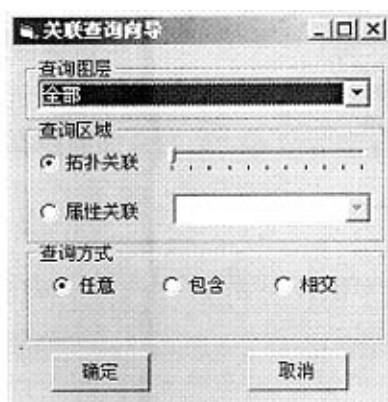 关联查询向导
查询图层
全部
查询区域
拓扑关联
属性关联
查询方式
任意 包含 相交
确定 取消